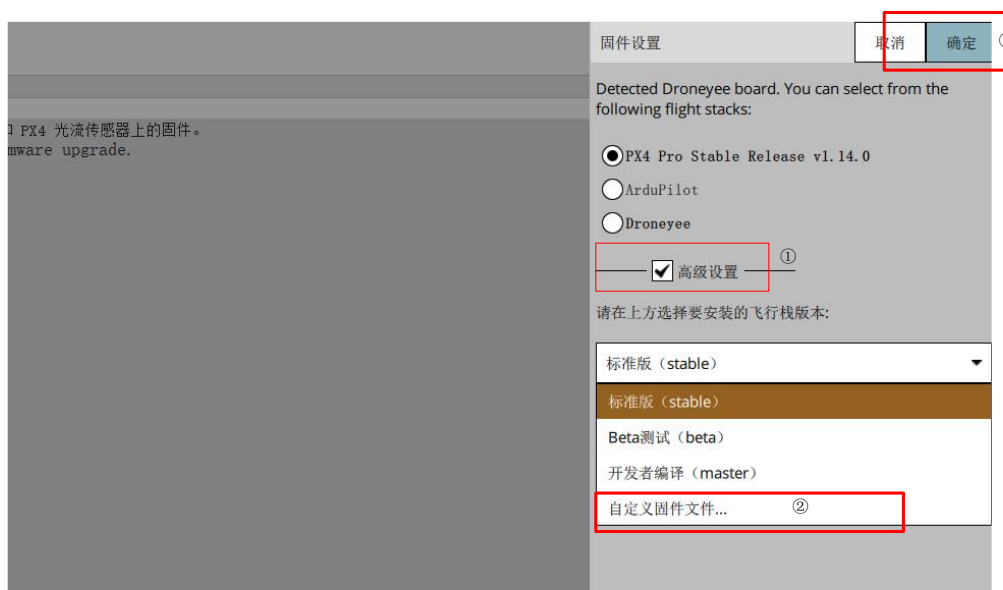 固件设置
取消
确定
Detected Droneyee board. You can select from the
following flight stacks:
PX4 光流传感器上的固件。
mware upgrade.
PX4 Pro Stable Release v1.14.0
ArduPilot
Droneyee
高级设置
①
请在上方选择要安装的飞行栈版本:
标准版（stable）
标准版（stable）
Beta测试（beta）
开发者编译（master）
自定义固件文件...
②